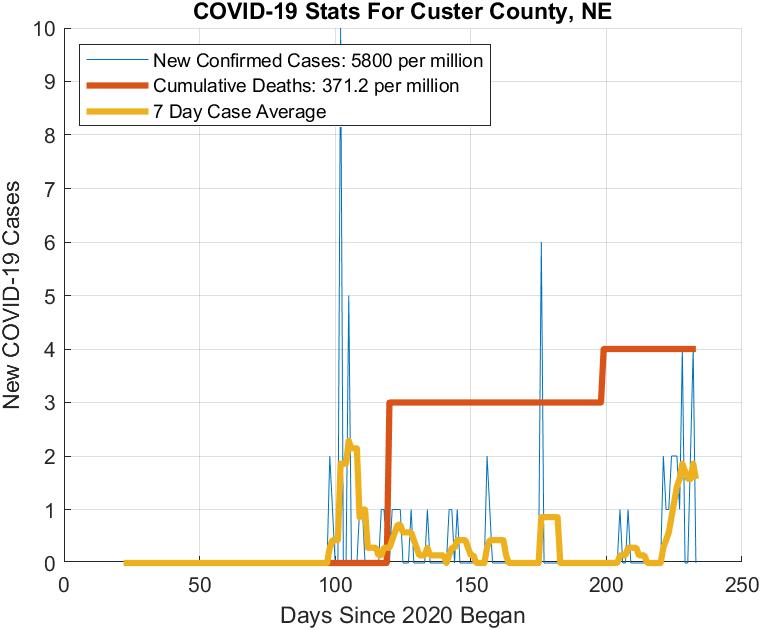 COVID-19 Stats For Custer County, NE
New Confirmed Cases: 5800 per million
Cumulative Deaths: 371.2 per million
7 Day Case Average
New COVID-19 Cases
10
9
8
7
6
5
4
3
2
1
0
0 50 100 150 200 250
Days Since 2020 Began